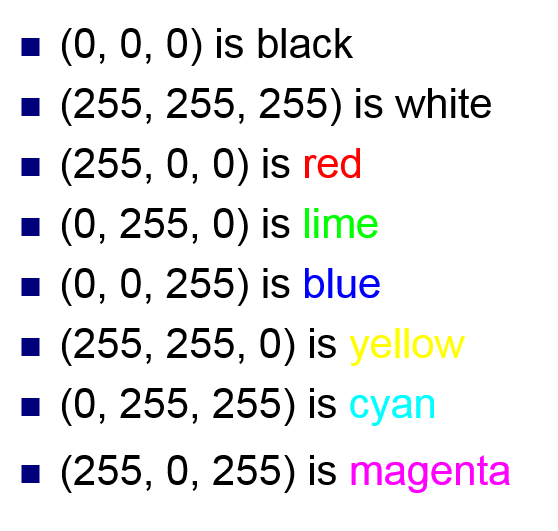 ■ (0, 0, 0) is black
■ (255, 255, 255) is white
■ (255, 0, 0) is red
■ (0, 255, 0) is lime
■ (0, 0, 255) is blue
■ (255, 255, 0) is yellow
■ (0, 255, 255) is cyan
■ (255, 0, 255) is magenta